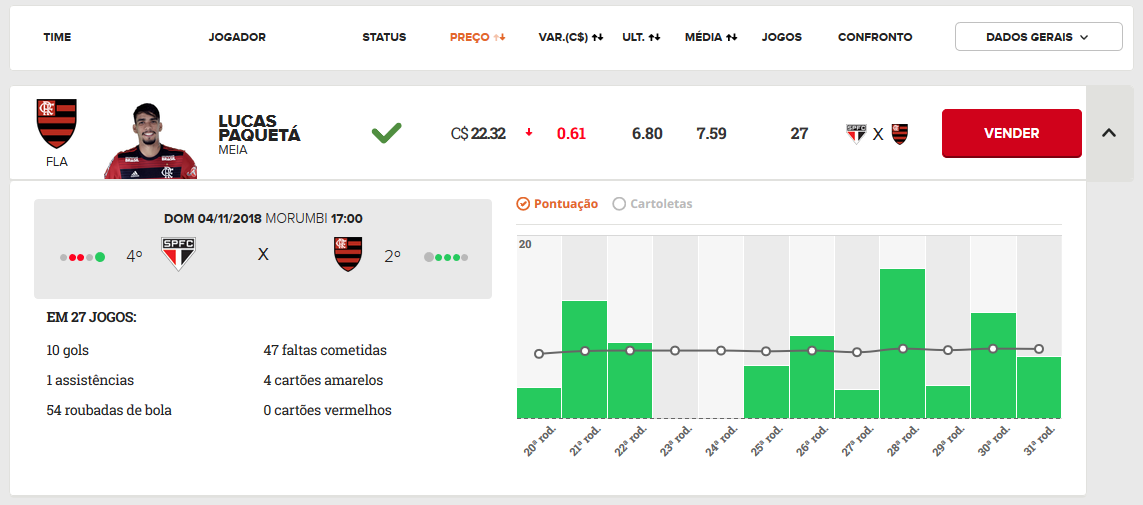 TIME JOGADOR STATUS PREÇO VAR.(C$) ULT. MÉDIA JOGOS CONFRONTO DADOS GERAIS
FLA
LUCAS
PAQUETÁ
MEIA
C$ 22.32 0.61 6.80 7.59 27 SPFC X VENDER
DOM 04/11/2018 MORUMBI 17:00
4º SPFC X 2º
EM 27 JOGOS:
10 gols 47 faltas cometidas
1 assistências 4 cartões amarelos
54 roubadas de bola 0 cartões vermelhos
Pontuação Cartoletas
20
20ª rod. 21ª rod. 22ª rod. 23ª rod. 24ª rod. 25ª rod. 26ª rod. 27ª rod. 28ª rod. 29ª rod. 30ª rod. 31ª rod.